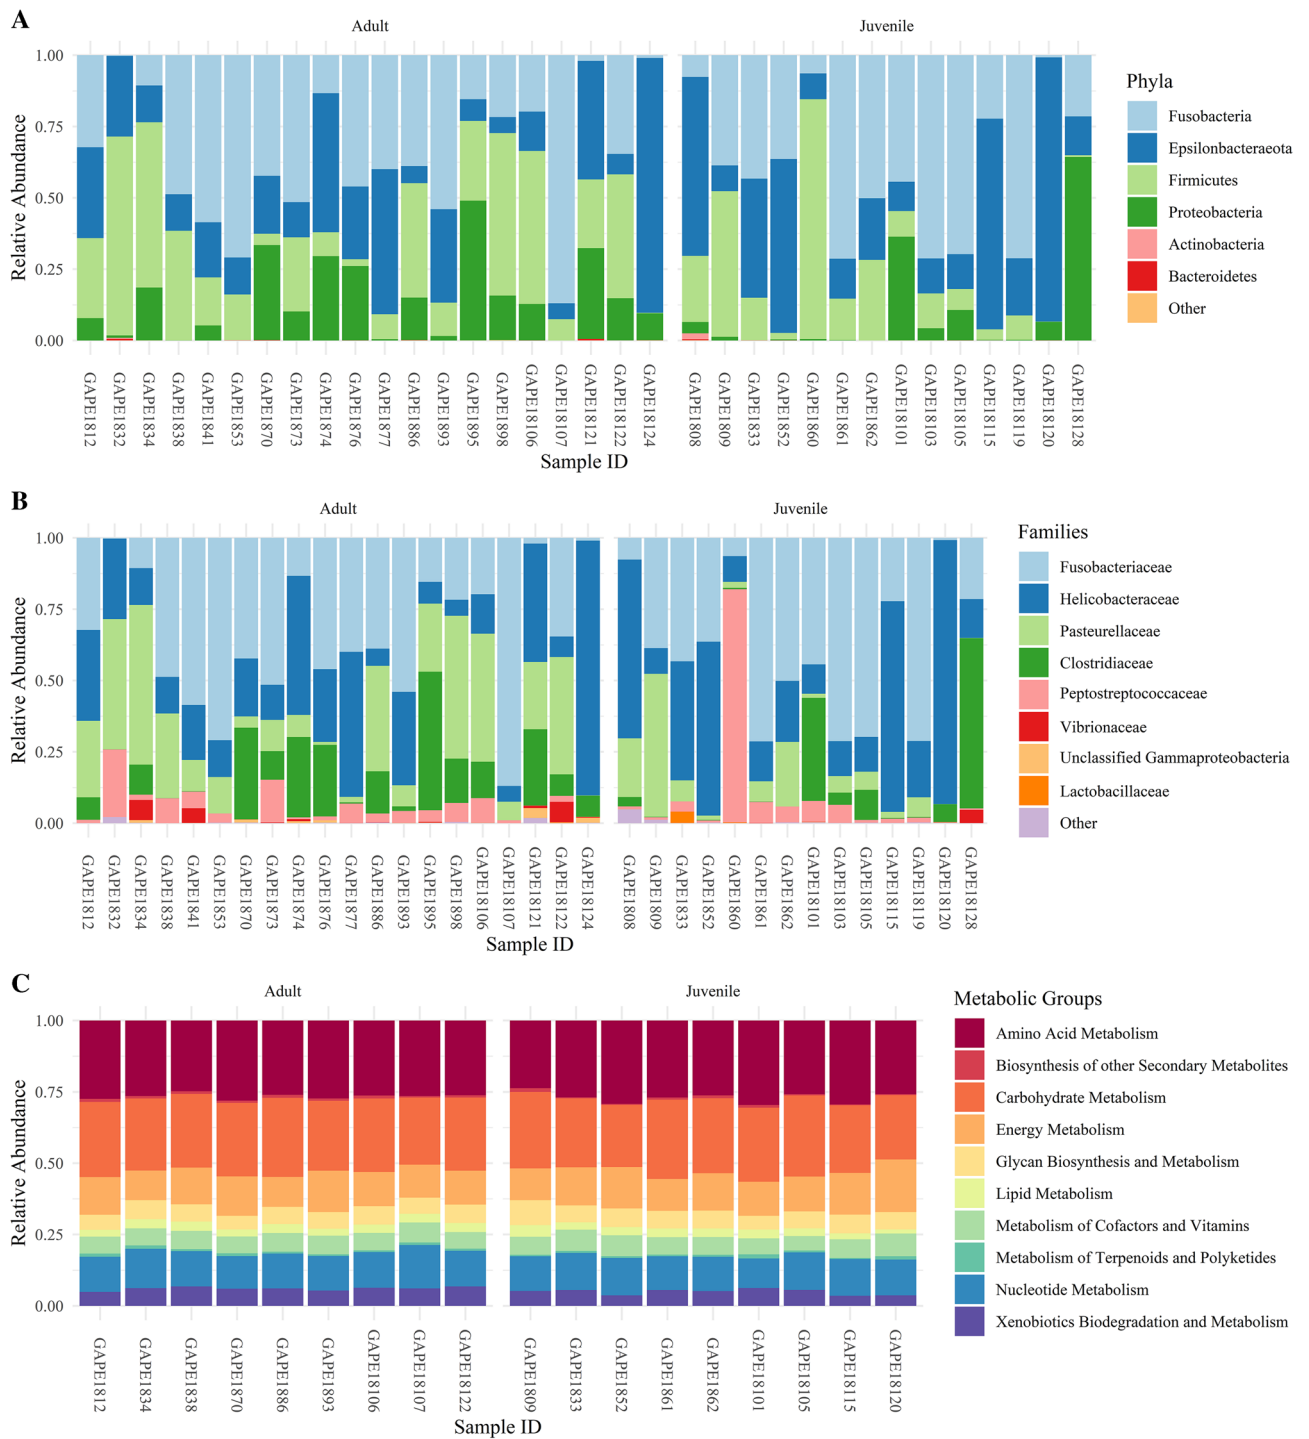 A
Adult
Juvenile
Relative Abundance
1.00
0.75
0.50
0.25
0.00
GAPE1812
GAPE1832
GAPE1834
GAPE1838
GAPE1841
GAPE1853
GAPE1870
GAPE1873
GAPE1874
GAPE1876
GAPE1877
GAPE1886
GAPE1893
GAPE1895
GAPE1898
GAPE18106
GAPE18107
GAPE18121
GAPE18122
GAPE18124
GAPE1808
GAPE1809
GAPE1833
GAPE1852
GAPE1860
GAPE1861
GAPE1862
GAPE18101
GAPE18103
GAPE18105
GAPE18115
GAPE18119
GAPE18120
GAPE18128
Sample ID
Phyla
Fusobacteria
Epsilonbacteraeota
Firmicutes
Proteobacteria
Actinobacteria
Bacteroidetes
Other
B
Adult
Juvenile
Relative Abundance
1.00
0.75
0.50
0.25
0.00
GAPE1812
GAPE1832
GAPE1834
GAPE1838
GAPE1841
GAPE1853
GAPE1870
GAPE1873
GAPE1874
GAPE1876
GAPE1877
GAPE1886
GAPE1893
GAPE1895
GAPE1898
GAPE18106
GAPE18107
GAPE18121
GAPE18122
GAPE18124
GAPE1808
GAPE1809
GAPE1833
GAPE1852
GAPE1860
GAPE1861
GAPE1862
GAPE18101
GAPE18103
GAPE18105
GAPE18115
GAPE18119
GAPE18120
GAPE18128
Sample ID
Families
Fusobacteriaceae
Helicobacteraceae
Pasteurellaceae
Clostridiaceae
Peptostreptococcaceae
Vibrionaceae
Unclassified Gammaproteobacteria
Lactobacillaceae
Other
C
Adult
Juvenile
Relative Abundance
1.00
0.75
0.50
0.25
0.00
GAPE1812
GAPE1834
GAPE1838
GAPE1870
GAPE1886
GAPE1893
GAPE18106
GAPE18107
GAPE18122
GAPE1809
GAPE1833
GAPE1852
GAPE1861
GAPE1862
GAPE18101
GAPE18105
GAPE18115
GAPE18120
Sample ID
Metabolic Groups
Amino Acid Metabolism
Biosynthesis of other Secondary Metabolites
Carbohydrate Metabolism
Energy Metabolism
Glycan Biosynthesis and Metabolism
Lipid Metabolism
Metabolism of Cofactors and Vitamins
Metabolism of Terpenoids and Polyketides
Nucleotide Metabolism
Xenobiotics Biodegradation and Metabolism